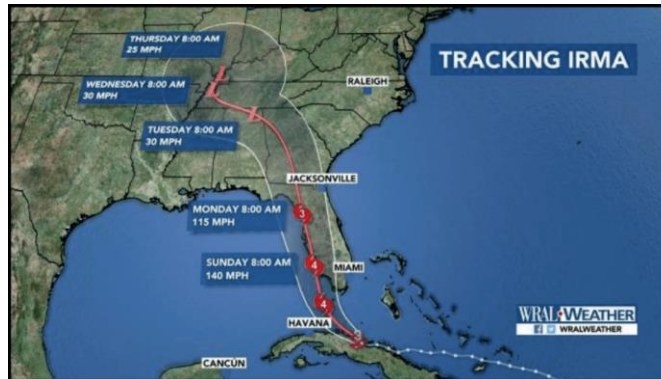 THURSDAY 8:00 AM
25 MPH
TRACKING IRMA
WEDNESDAY 8:00 AM
30 MPH
RALEIGH
TUESDAY 8:00 AM
30 MPH
JACKSONVILLE
MONDAY 8:00 AM
115 MPH
3
SUNDAY 8:00 AM
140 MPH
4
MIAMI
4
HAVANA
WRAL WEATHER
WRALWEATHER
3
CANCÚN